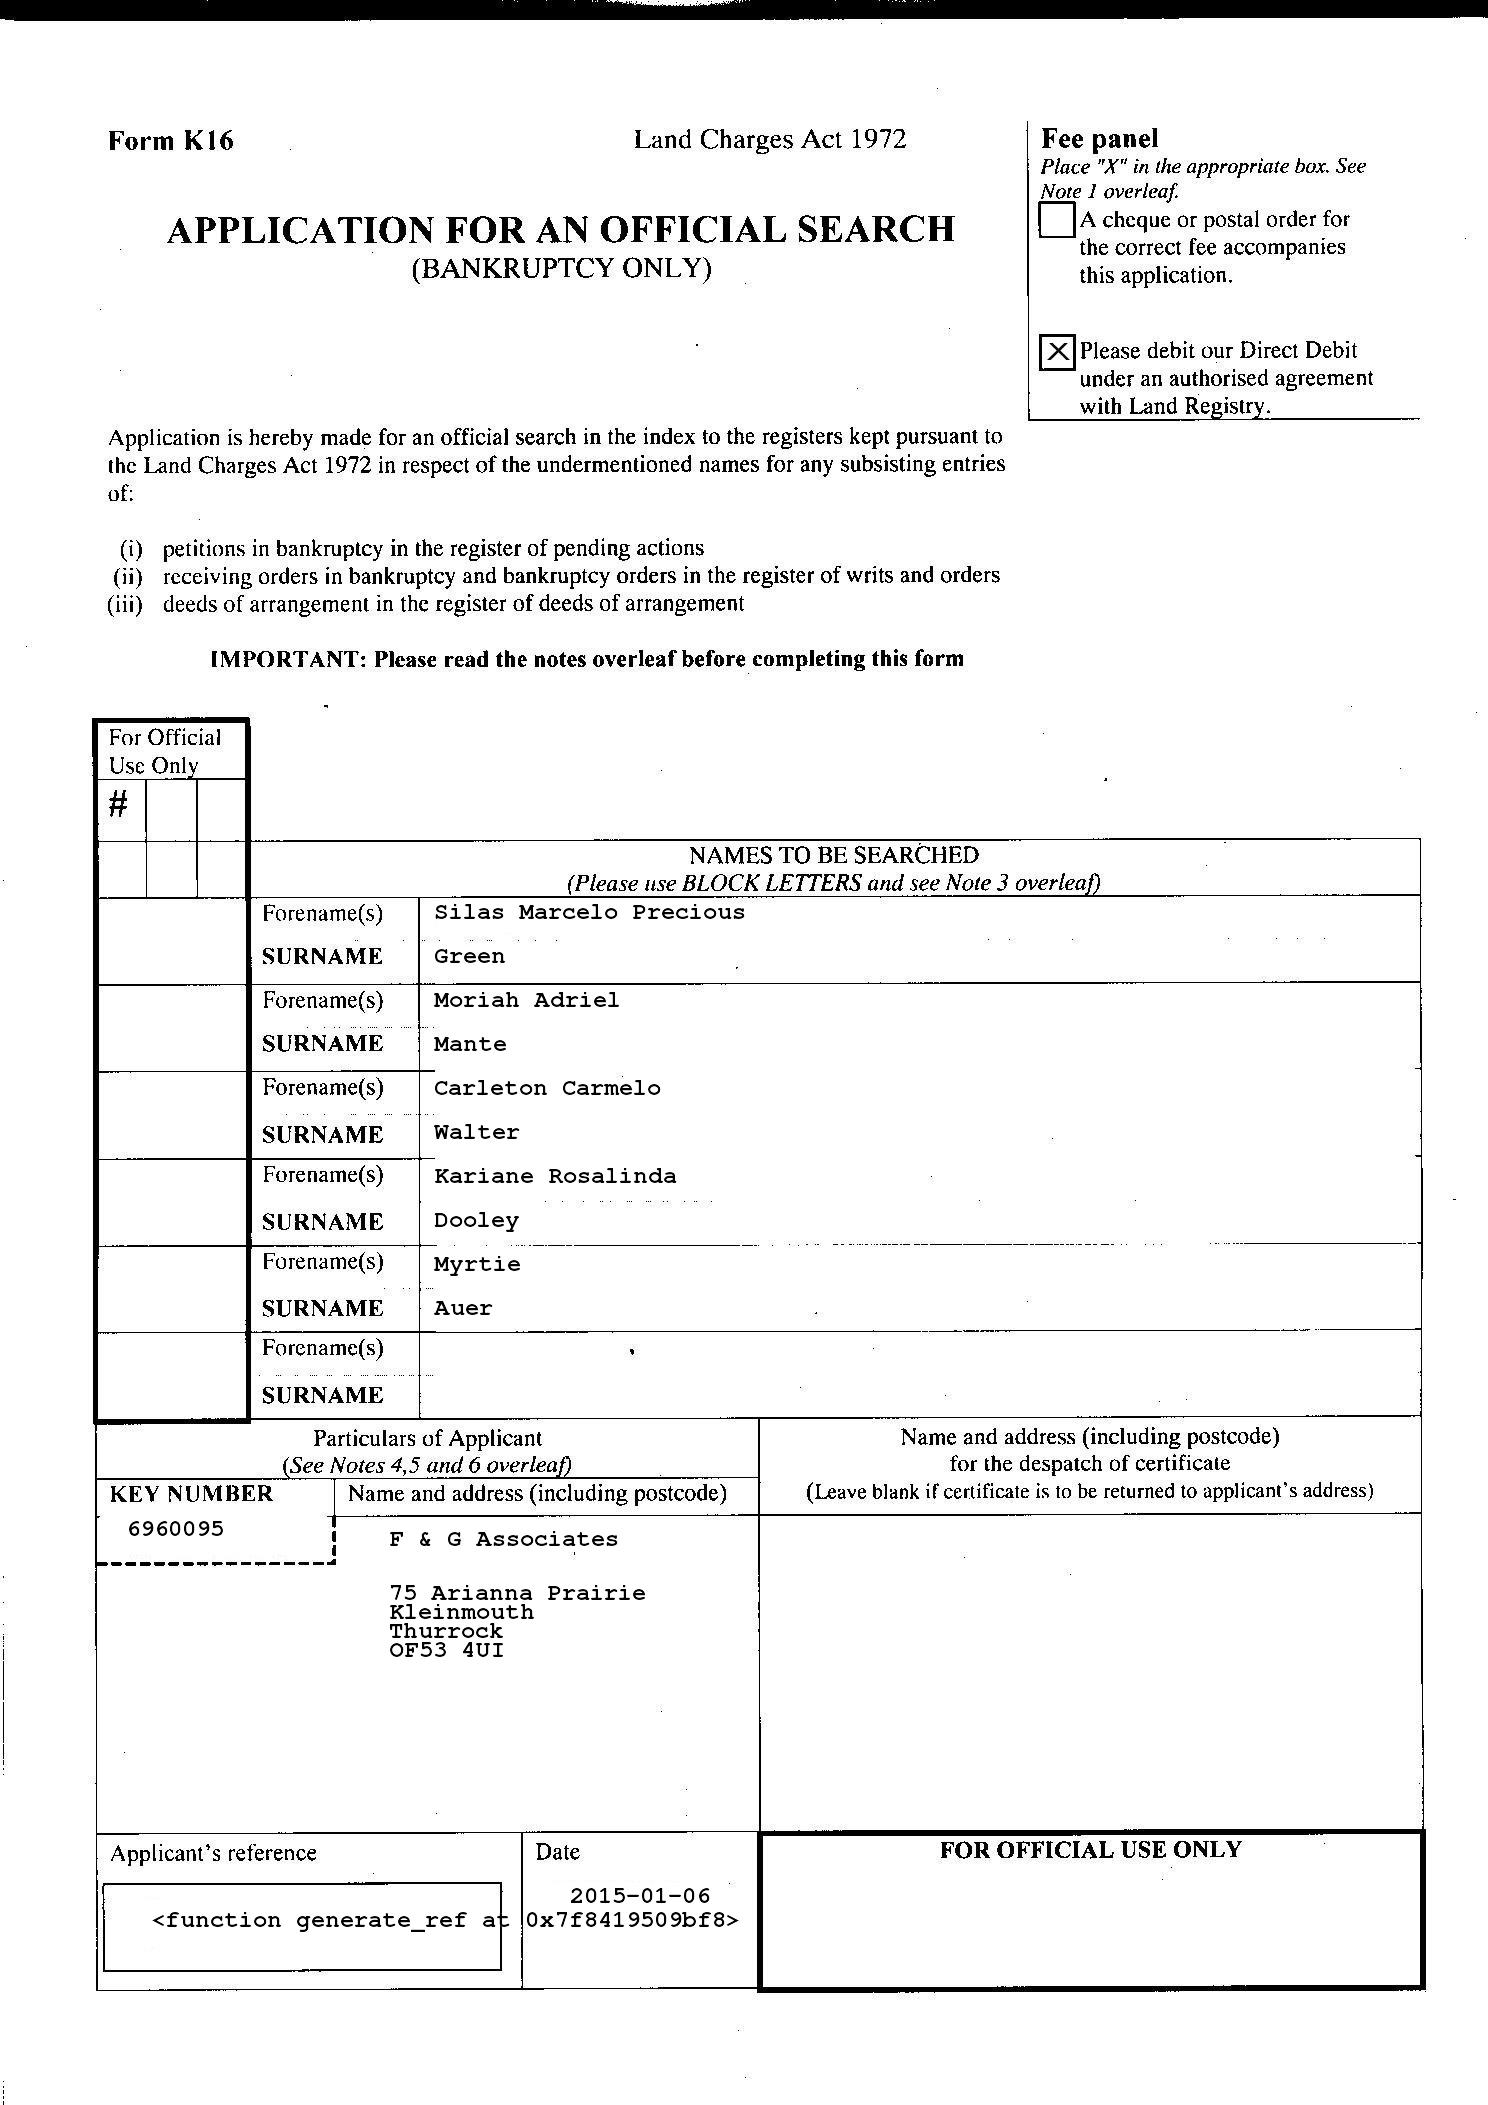 Form K16
Land Charges Act 1972
APPLICATION FOR AN OFFICIAL SEARCH
(BANKRUPTCY ONLY)
Fee panel
Place "X" in the appropriate box. See
Note 1 overleaf.
A cheque or postal order for
the correct fee accompanies
this application.
X Please debit our Direct Debit
under an authorised agreement
with Land Registry.
Application is hereby made for an official search in the index to the registers kept pursuant to
the Land Charges Act 1972 in respect of the undermentioned names for any subsisting entries
of:
(i) petitions in bankruptcy in the register of pending actions
(ii) receiving orders in bankruptcy and bankruptcy orders in the register of writs and orders
(iii) deeds of arrangement in the register of deeds of arrangement
IMPORTANT: Please read the notes overleaf before completing this form
For Official
Use Only
#
NAMES TO BE SEARCHED
(Please use BLOCK LETTERS and see Note 3 overleaf)
Forename(s) Silas Marcelo Precious
SURNAME Green
Forename(s) Moriah Adriel
SURNAME Mante
Forename(s) Carleton Carmelo
SURNAME Walter
Forename(s) Kariane Rosalinda
SURNAME Dooley
Forename(s) Myrtie
SURNAME Auer
Forename(s)
SURNAME
Particulars of Applicant
(See Notes 4,5 and 6 overleaf)
KEY NUMBER
6960095
Name and address (including postcode)
F & G Associates
75 Arianna Prairie
Kleinmouth
Thurrock
OF53 4UI
Name and address (including postcode)
for the despatch of certificate
(Leave blank if certificate is to be returned to applicant's address)
Applicant's reference
Date
2015-01-06
<function generate_ref at 0x7f8419509bf8>
FOR OFFICIAL USE ONLY